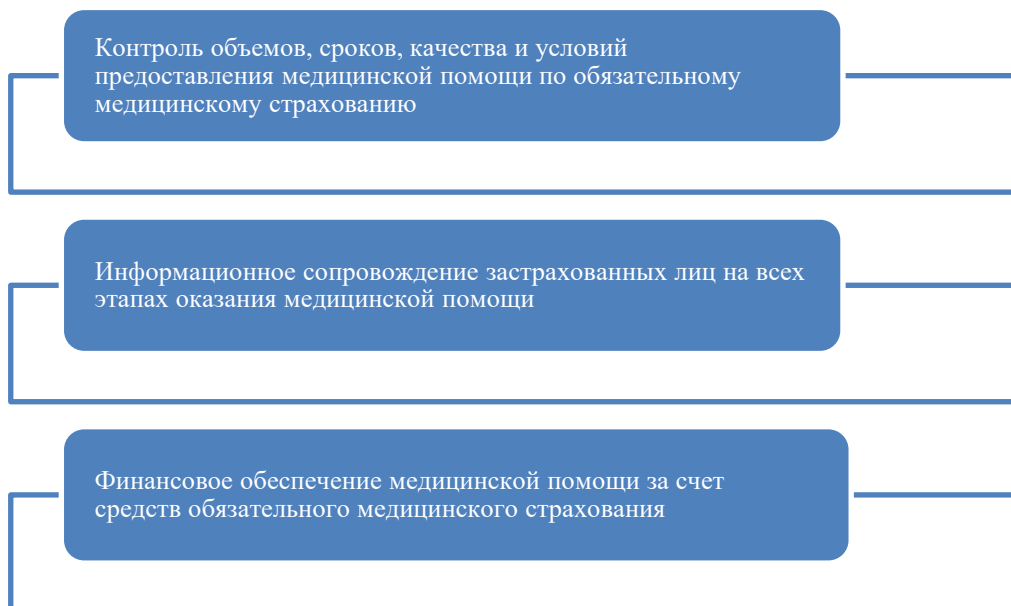 Контроль объемов, сроков, качества и условий
предоставления медицинской помощи по обязательному
медицинскому страхованию
Информационное сопровождение застрахованных лиц на всех
этапах оказания медицинской помощи
Финансовое обеспечение медицинской помощи за счет
средств обязательного медицинского страхования